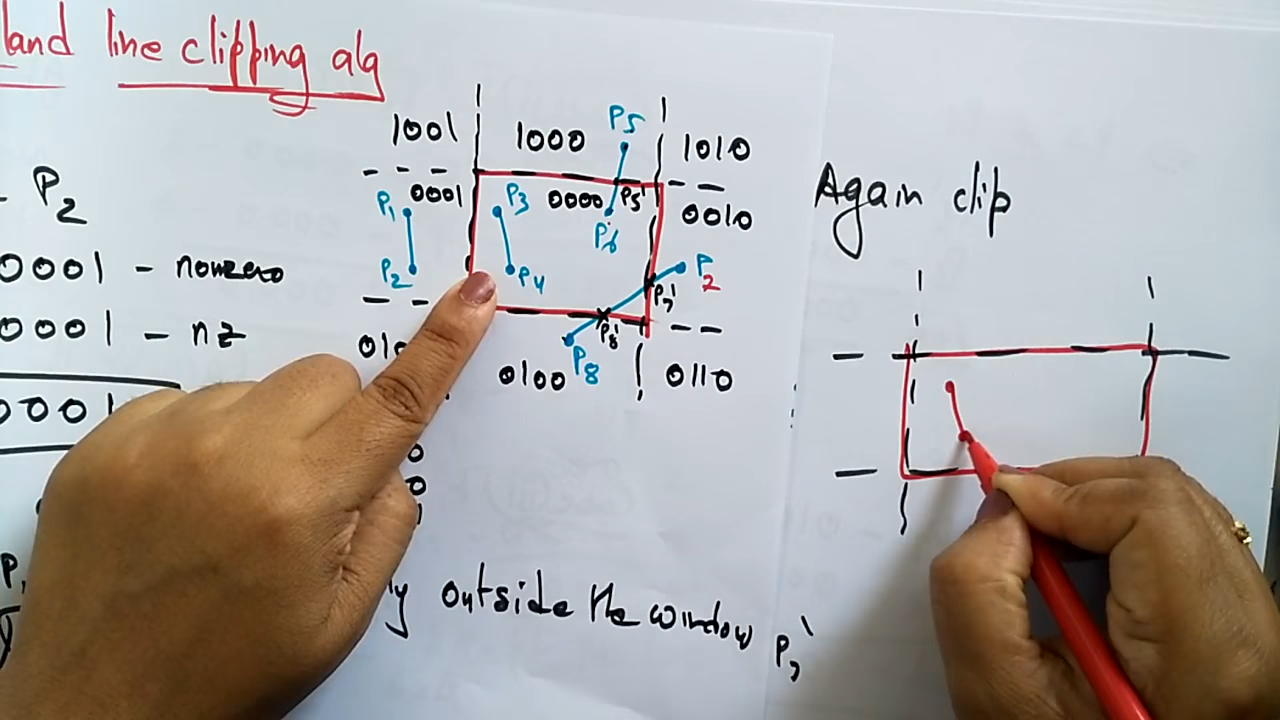 land line clipping alg
1001 1000 P5 1010
P2
0001 P3 0000 P5' 0010
P1 P6
0001 - nonzero
P2 P4 P2
P7'
0001 - nz
P8'
0100 P8 0110
0001
Again clip
outside the window P7'